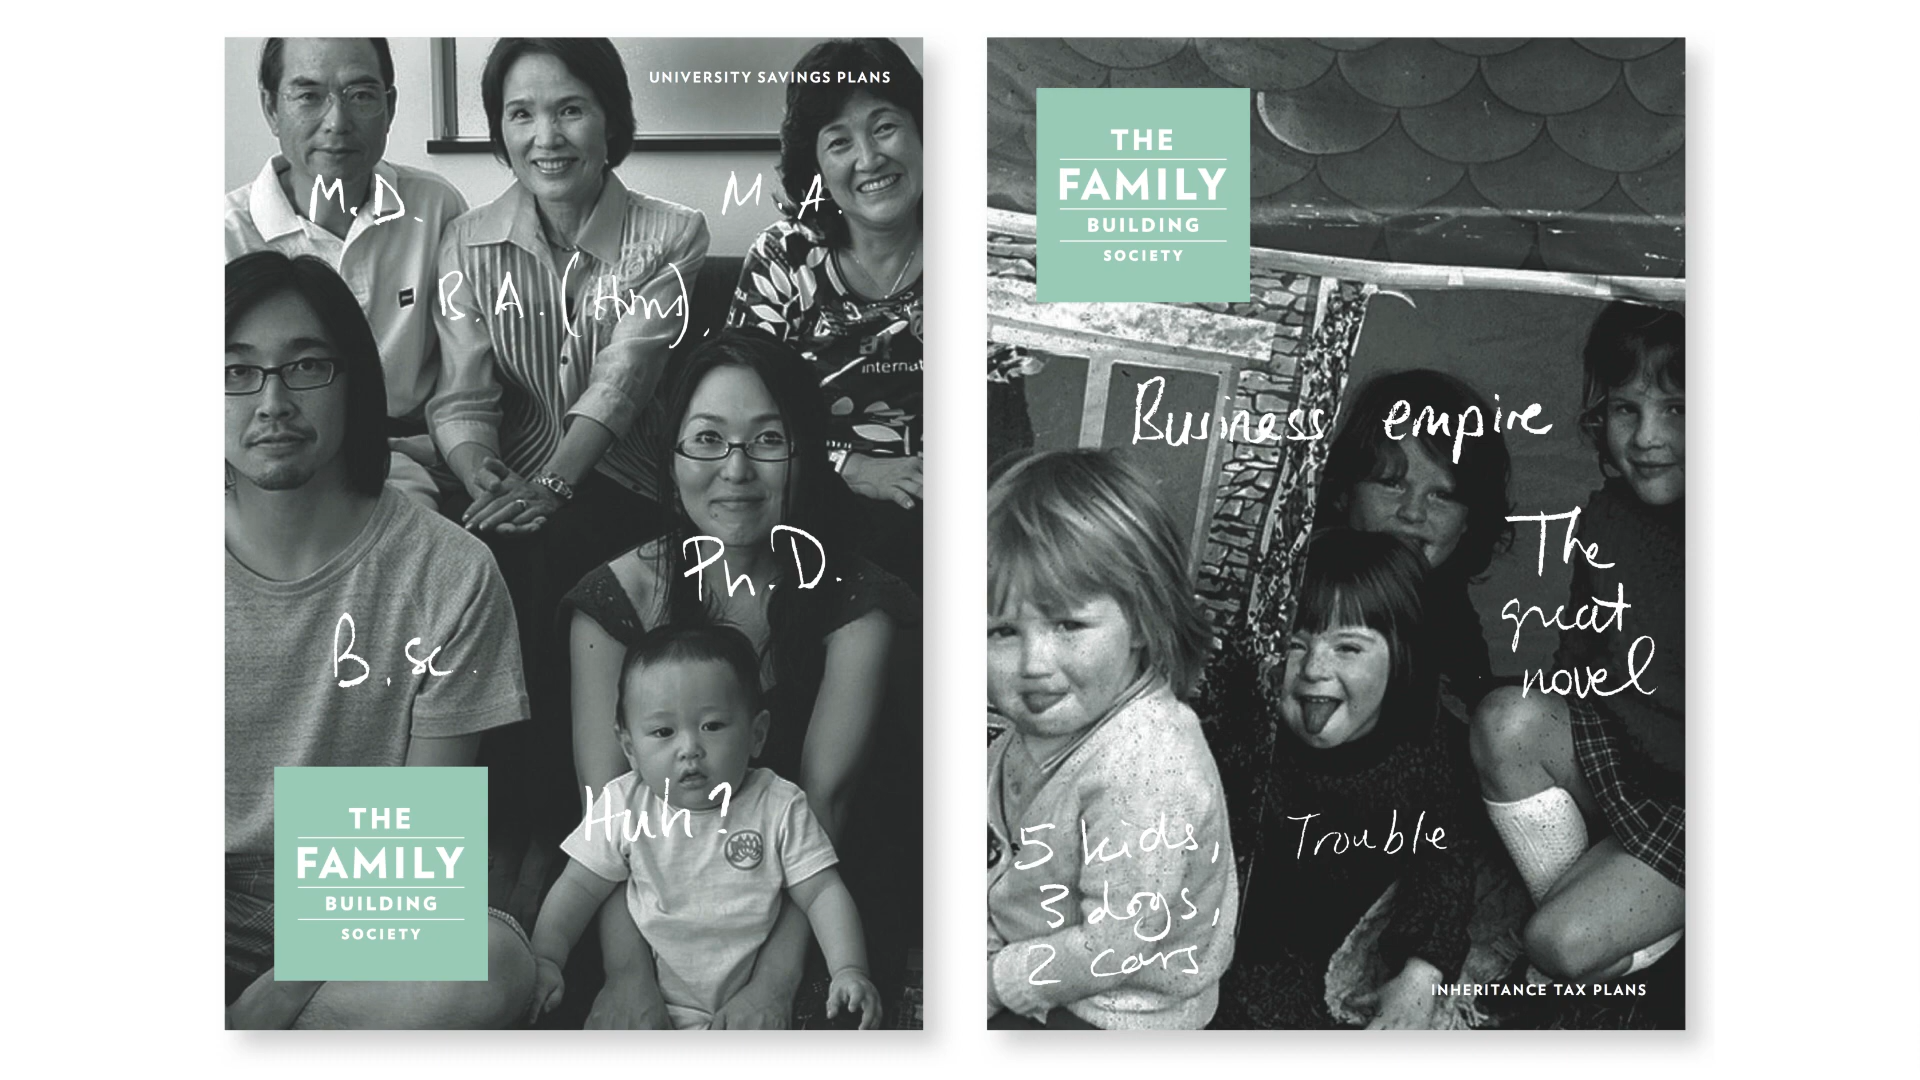 UNIVERSITY SAVINGS PLANS
M.D.
M.A.
B.A. (Hons),
internat
Ph.D.
B.sc.
Huh?
THE
FAMILY
BUILDING
SOCIETY
THE
FAMILY
BUILDING
SOCIETY
Business empire
The
great
novel
5 kids,
3 dogs,
2 cars
Trouble
INHERITANCE TAX PLANS